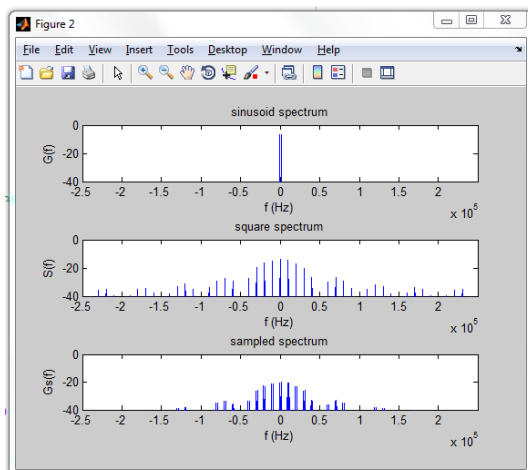 Figure 2
File Edit View Insert Tools Desktop Window Help
sinusoid spectrum
0
-20
-40
G(f)
-2.5 -2 -1.5 -1 -0.5 0 0.5 1 1.5 2
f (Hz)
x 10^5
square spectrum
0
-20
-40
S(f)
-2.5 -2 -1.5 -1 -0.5 0 0.5 1 1.5 2
f (Hz)
x 10^5
sampled spectrum
0
-20
-40
Gs(f)
-2.5 -2 -1.5 -1 -0.5 0 0.5 1 1.5 2
f (Hz)
x 10^5